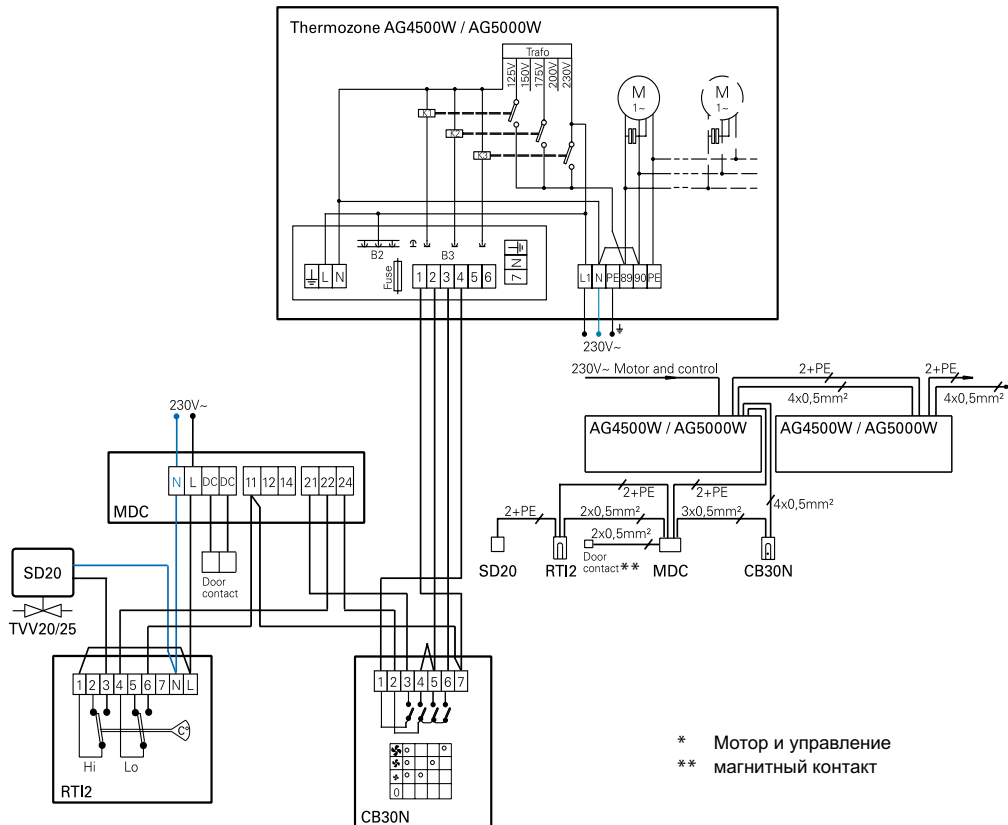 Thermozone AG4500W / AG5000W
Trafo
125V 150V 175V 200V 230V
M 1~
M 1~
K1
K2
K3
B2
B3
L N
Fuse
1 2 3 4 5 6
7 N
L1 N PE 89 90 PE
230V~
230V~ Motor and control
2+PE
2+PE
4x0,5mm²
4x0,5mm²
AG4500W / AG5000W
AG4500W / AG5000W
230V~
N L DC DC 11 12 14 21 22 24
MDC
2+PE
2+PE
4x0,5mm²
2+PE
2x0,5mm²
3x0,5mm²
2x0,5mm²
Door contact**
SD20
RTI2
MDC
CB30N
Door
contact
SD20
TVV20/25
1 2 3 4 5 6 7 N L
C°
Hi
Lo
RTI2
1 2 3 4 5 6 7
0
CB30N
* Мотор и управление
** магнитный контакт